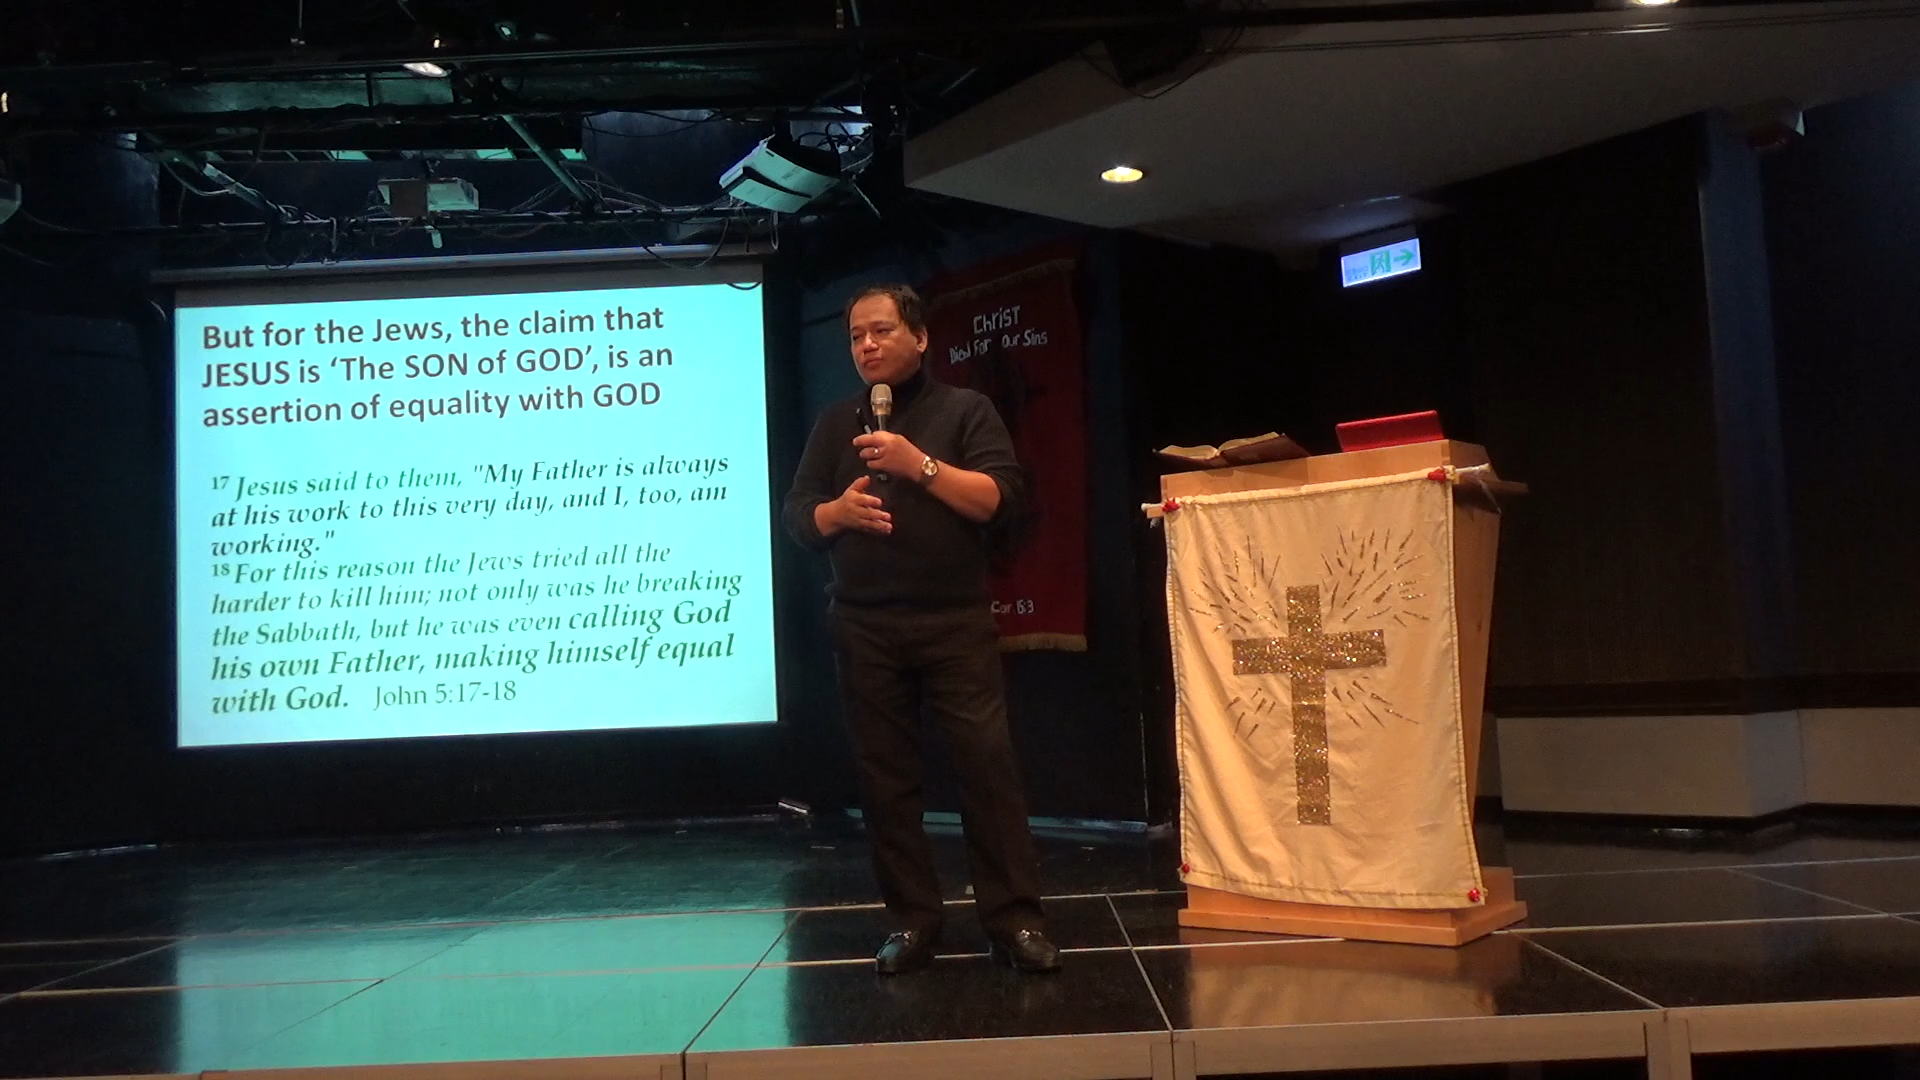 But for the Jews, the claim that
JESUS is ‘The SON of GOD’, is an
assertion of equality with GOD
17 Jesus said to them, "My Father is always
at his work to this very day, and I, too, am
working."
18 For this reason the Jews tried all the
harder to kill him; not only was he breaking
the Sabbath, but he was even calling God
his own Father, making himself equal
with God. John 5:17-18
Christ
Died For Our Sins
Cor. 15:3